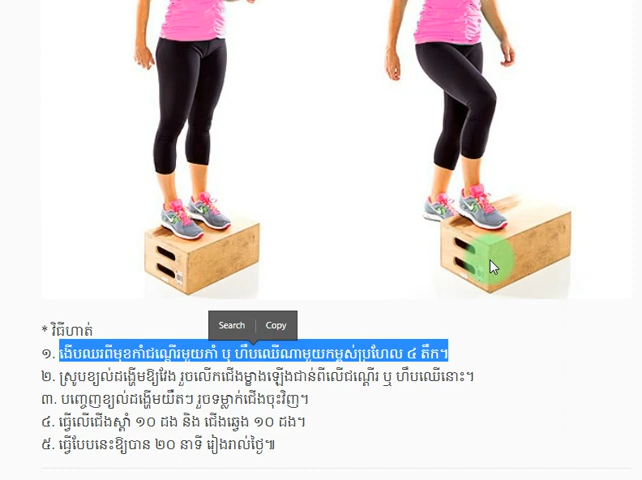 Search Copy
* វិធីហាត់
១. ងើបឈរពីមុខកាំជណ្ដើរមួយកាំ ឬ ហឹបឈើណាមួយកម្ពស់ប្រហែល ៤ តឹក។
២. ស្រូបខ្យល់ដង្ហើមឱ្យវែង រួចលើកជើងម្ខាងឡើងជាន់ពីលើជណ្ដើរ ឬ ហឹបឈើនោះ។
៣. បញ្ចេញខ្យល់ដង្ហើមយឺតៗ រួចទម្លាក់ជើងចុះវិញ។
៤. ធ្វើលើជើងស្ដាំ ១០ ដង និង ជើងឆ្វេង ១០ ដង។
៥. ធ្វើបែបនេះឱ្យបាន ២០ នាទី រៀងរាល់ថ្ងៃ៕